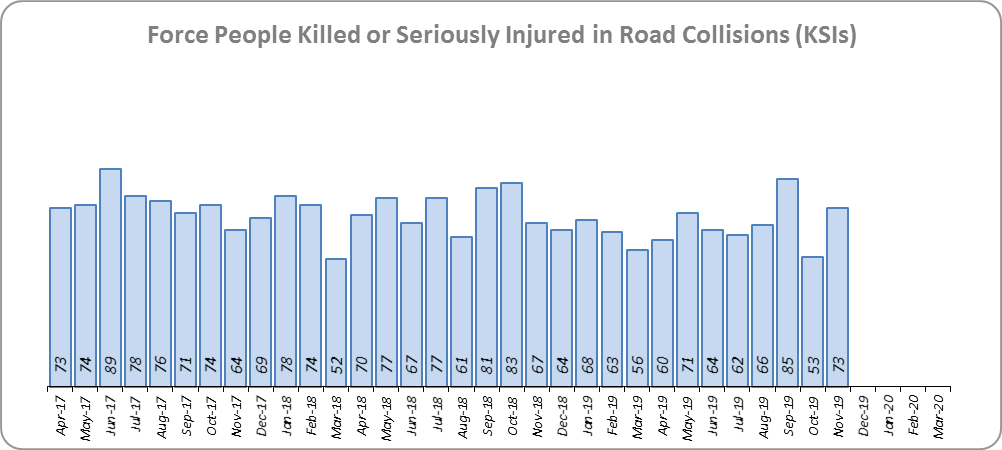 Force People Killed or Seriously Injured in Road Collisions (KSIs)
73 74 89 78 76 71 74 64 69 78 74 52 70 77 67 77 61 81 83 67 64 68 63 56 60 71 64 62 66 85 53 73
Apr-17 May-17 Jun-17 Jul-17 Aug-17 Sep-17 Oct-17 Nov-17 Dec-17 Jan-18 Feb-18 Mar-18 Apr-18 May-18 Jun-18 Jul-18 Aug-18 Sep-18 Oct-18 Nov-18 Dec-18 Jan-19 Feb-19 Mar-19 Apr-19 May-19 Jun-19 Jul-19 Aug-19 Sep-19 Oct-19 Nov-19 Dec-19 Jan-20 Feb-20 Mar-20